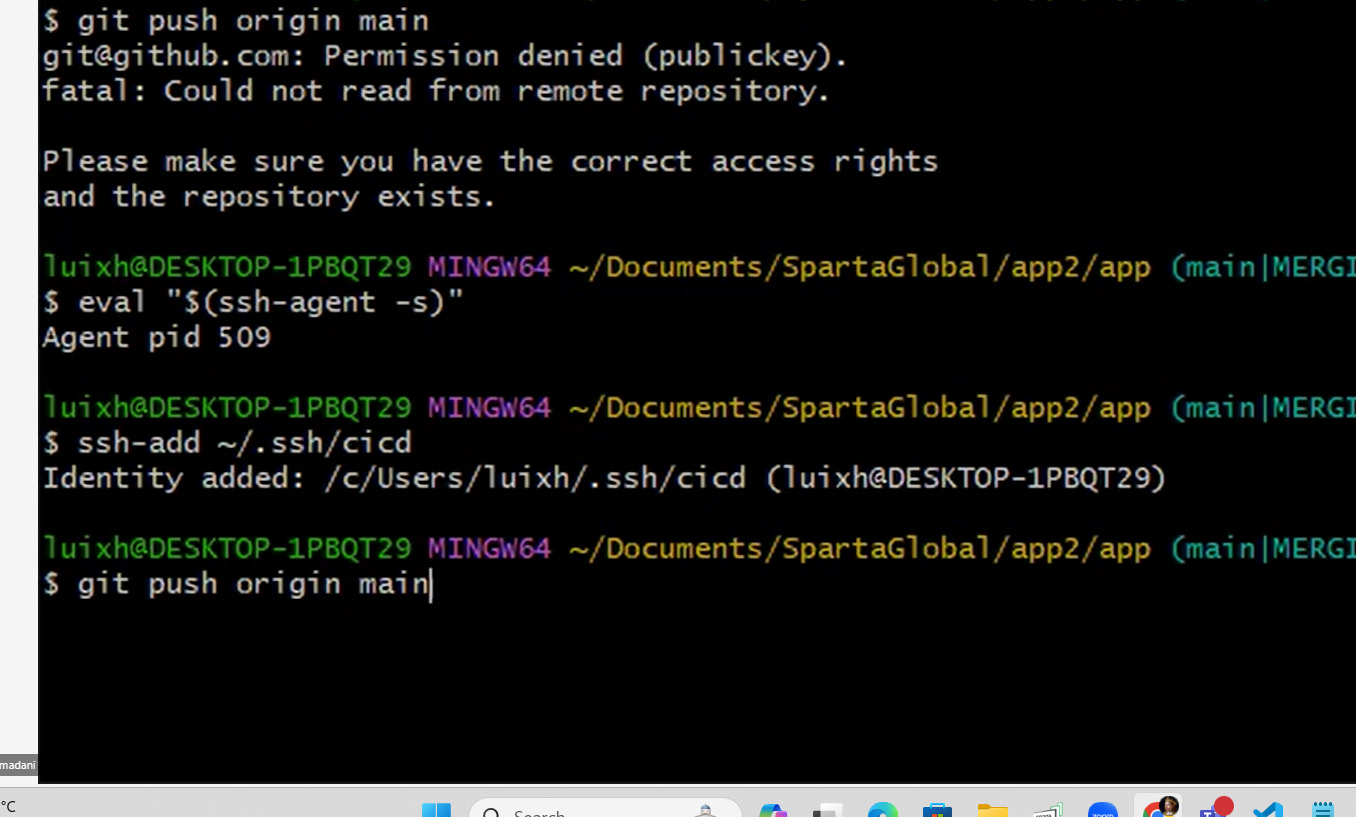 $ git push origin main
git@github.com: Permission denied (publickey).
fatal: Could not read from remote repository.
Please make sure you have the correct access rights
and the repository exists.
luixh@DESKTOP-1PBQT29 MINGW64 ~/Documents/SpartaGlobal/app2/app (main|MERGI
$ eval "$(ssh-agent -s)"
Agent pid 509
luixh@DESKTOP-1PBQT29 MINGW64 ~/Documents/SpartaGlobal/app2/app (main|MERGI
$ ssh-add ~/.ssh/cicd
Identity added: /c/Users/luixh/.ssh/cicd (luixh@DESKTOP-1PBQT29)
luixh@DESKTOP-1PBQT29 MINGW64 ~/Documents/SpartaGlobal/app2/app (main|MERGI
$ git push origin main
madani
°C
Search
zoom